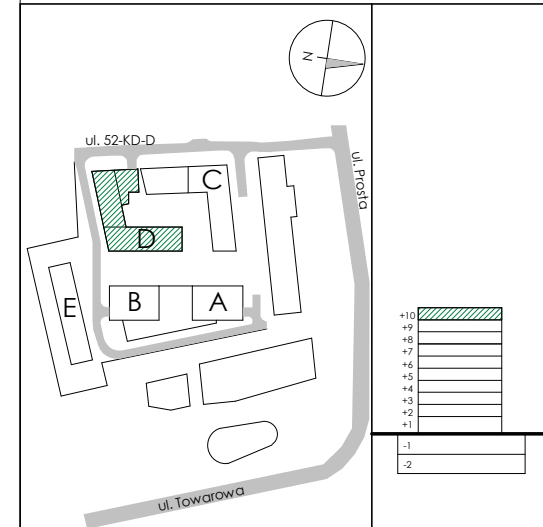 N
ul. 52-KD-D
ul. Prosta
C
D
E
B
A
ul. Towarowa
+10
+9
+8
+7
+6
+5
+4
+3
+2
+1
-1
-2